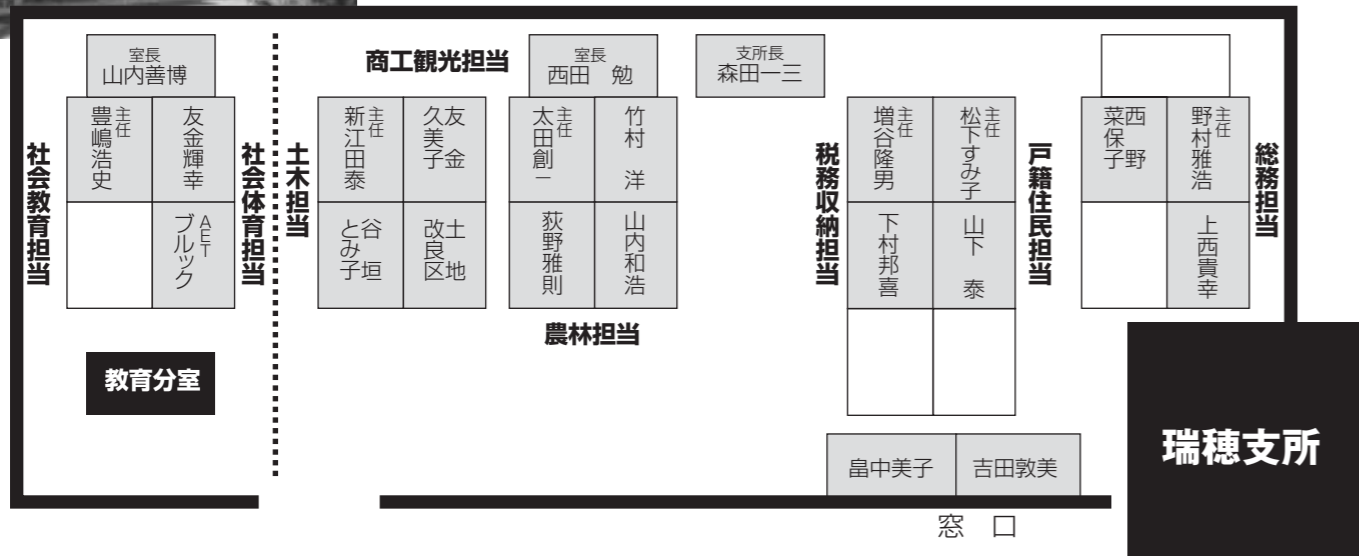 室長
山内善博
主任
豊嶋浩史
友金輝幸
AET
ブルック
社会教育担当
社会体育担当
教育分室
土木担当
商工観光担当
主任
新江田泰
友金
久美子
谷垣
とみ子
土地
改良区
室長
西田 勉
主任
太田創一
竹村 洋
荻野雅則
山内和浩
農林担当
支所長
森田一三
税務収納担当
主任
増谷隆男
主任
松下すみ子
下村邦喜
山下 泰
戸籍住民担当
西野
菜保子
主任
野村雅浩
上西貴幸
総務担当
畠中美子
吉田敦美
窓 口
瑞穂支所